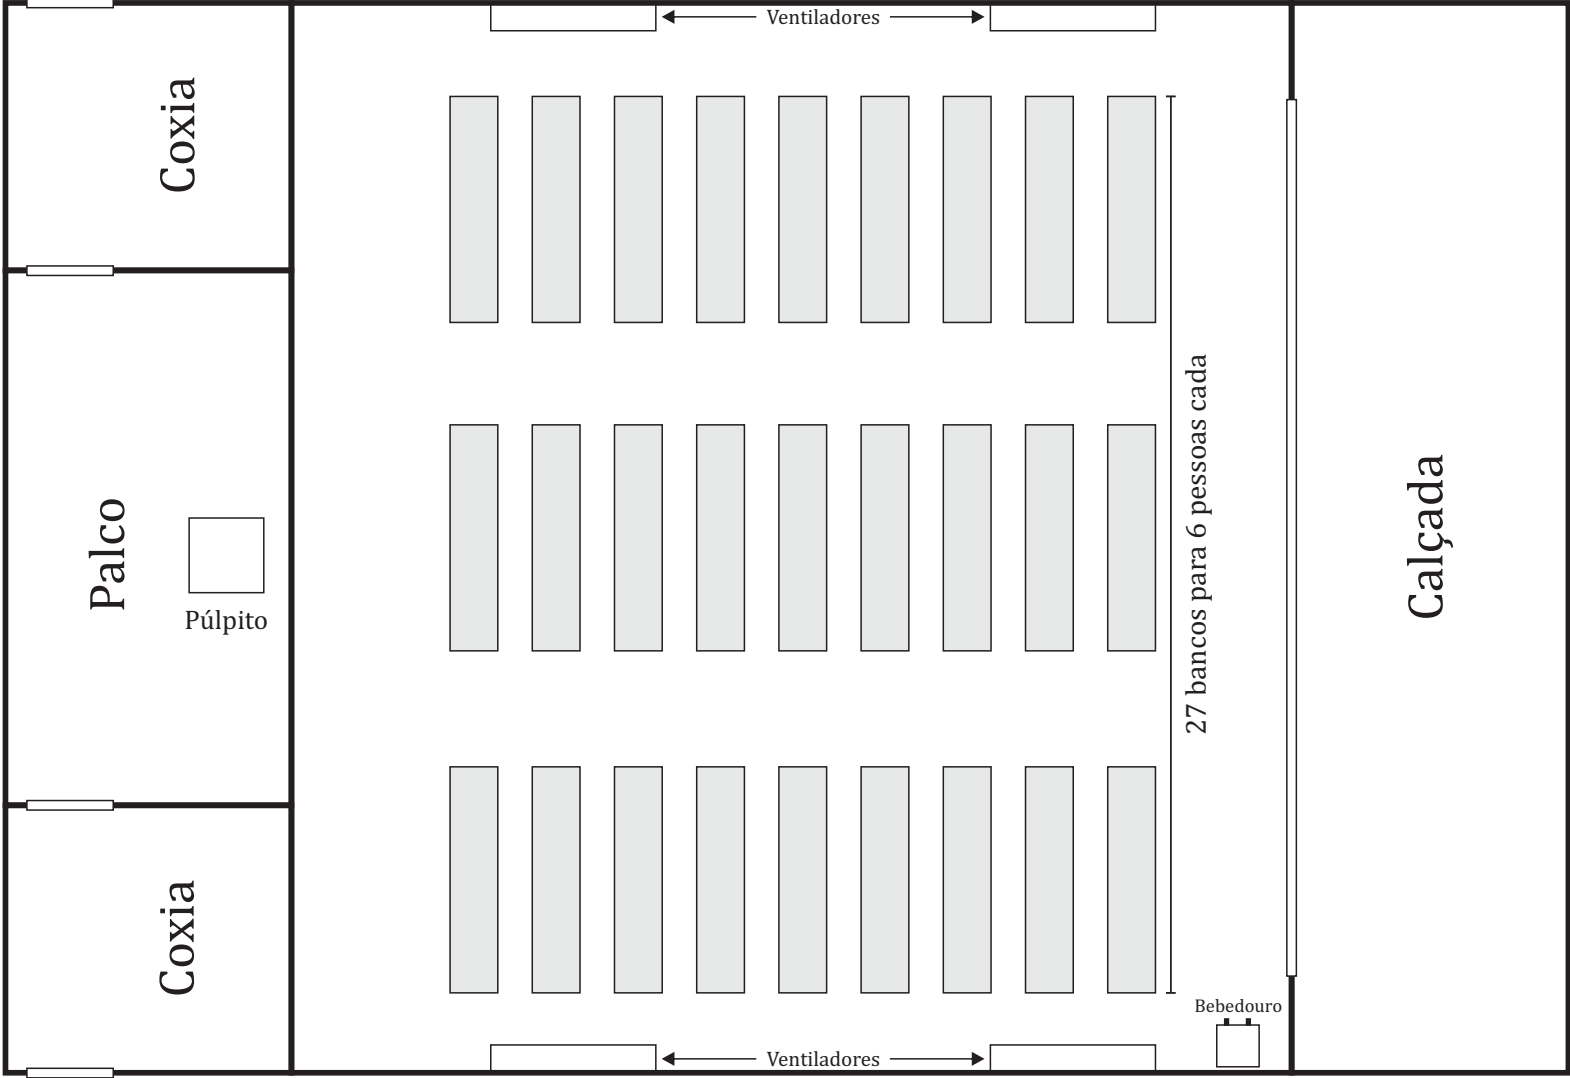 Ventiladores
Coxia
27 bancos para 6 pessoas cada
Calçada
Palco
Púlpito
Coxia
Bebedouro
Ventiladores